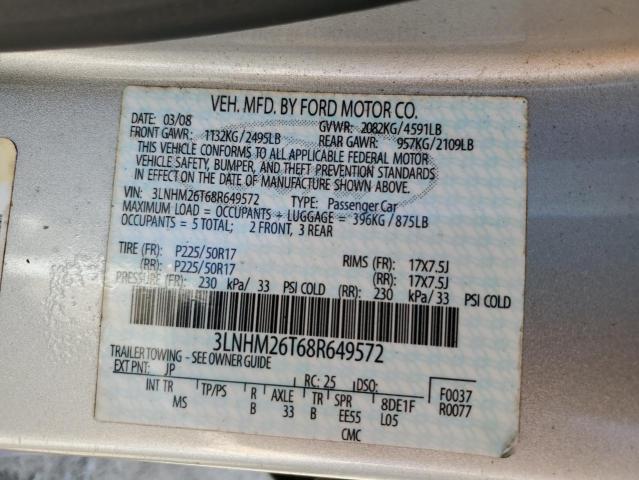 VEH. MFD. BY FORD MOTOR CO.
DATE: 03/08 GVWR: 2082KG/4591LB
FRONT GAWR: 1132KG/2495LB REAR GAWR: 957KG/2109LB
THIS VEHICLE CONFORMS TO ALL APPLICABLE FEDERAL MOTOR
VEHICLE SAFETY, BUMPER, AND THEFT PREVENTION STANDARDS
IN EFFECT ON THE DATE OF MANUFACTURE SHOWN ABOVE.
VIN: 3LNHM26T68R649572 TYPE: Passenger Car
MAXIMUM LOAD = OCCUPANTS + LUGGAGE = 396KG / 875LB
OCCUPANTS = 5 TOTAL; 2 FRONT, 3 REAR
TIRE (FR): P225/50R17 RIMS (FR): 17X7.5J
(RR): P225/50R17 (RR): 17X7.5J
PRESSURE (FR): 230 kPa/ 33 PSI COLD (RR): 230 kPa/ 33 PSI COLD
3LNHM26T68R649572
TRAILER TOWING - SEE OWNER GUIDE
EXT PNT: JP RC: 25 DSO: F0037
INT TR TP/PS R AXLE TR SPR 8DE1F R0077
MS B 33 B EE55 L05
CMC